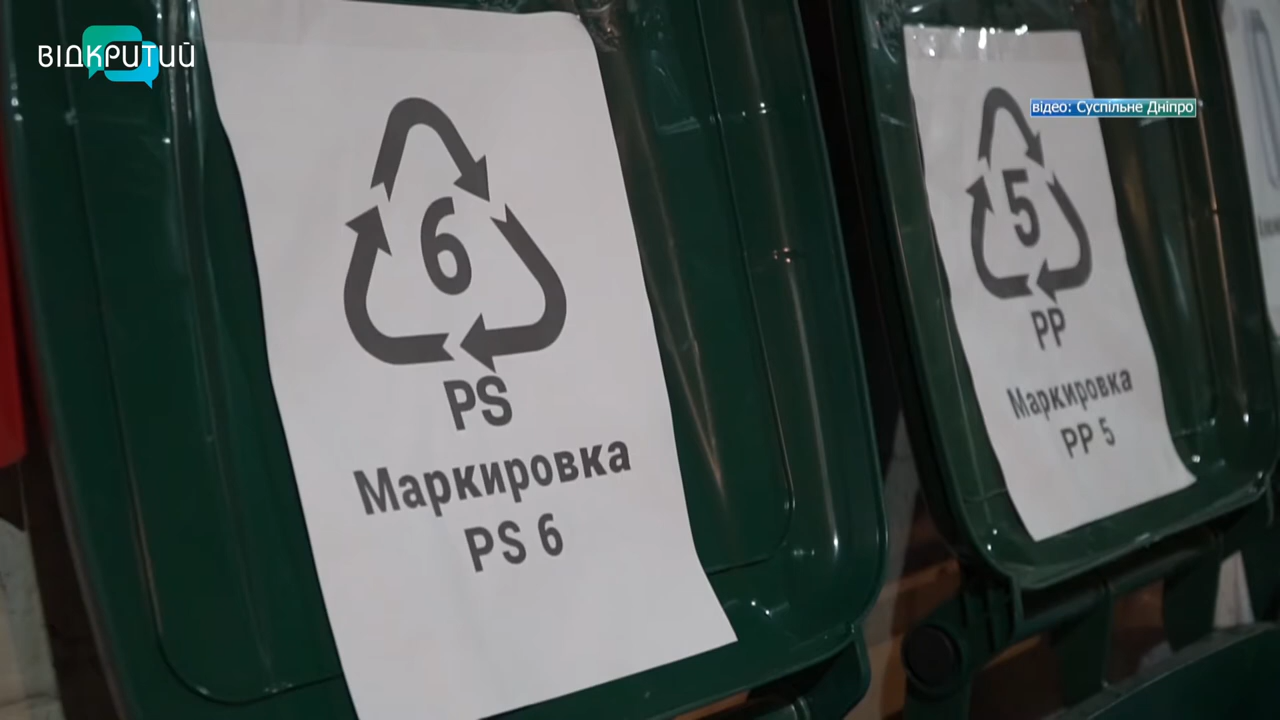 ВІДКРИТИЙ
відео: Суспільне Дніпро
6
PS
Маркировка
PS 6
5
PP
Маркировка
PP 5